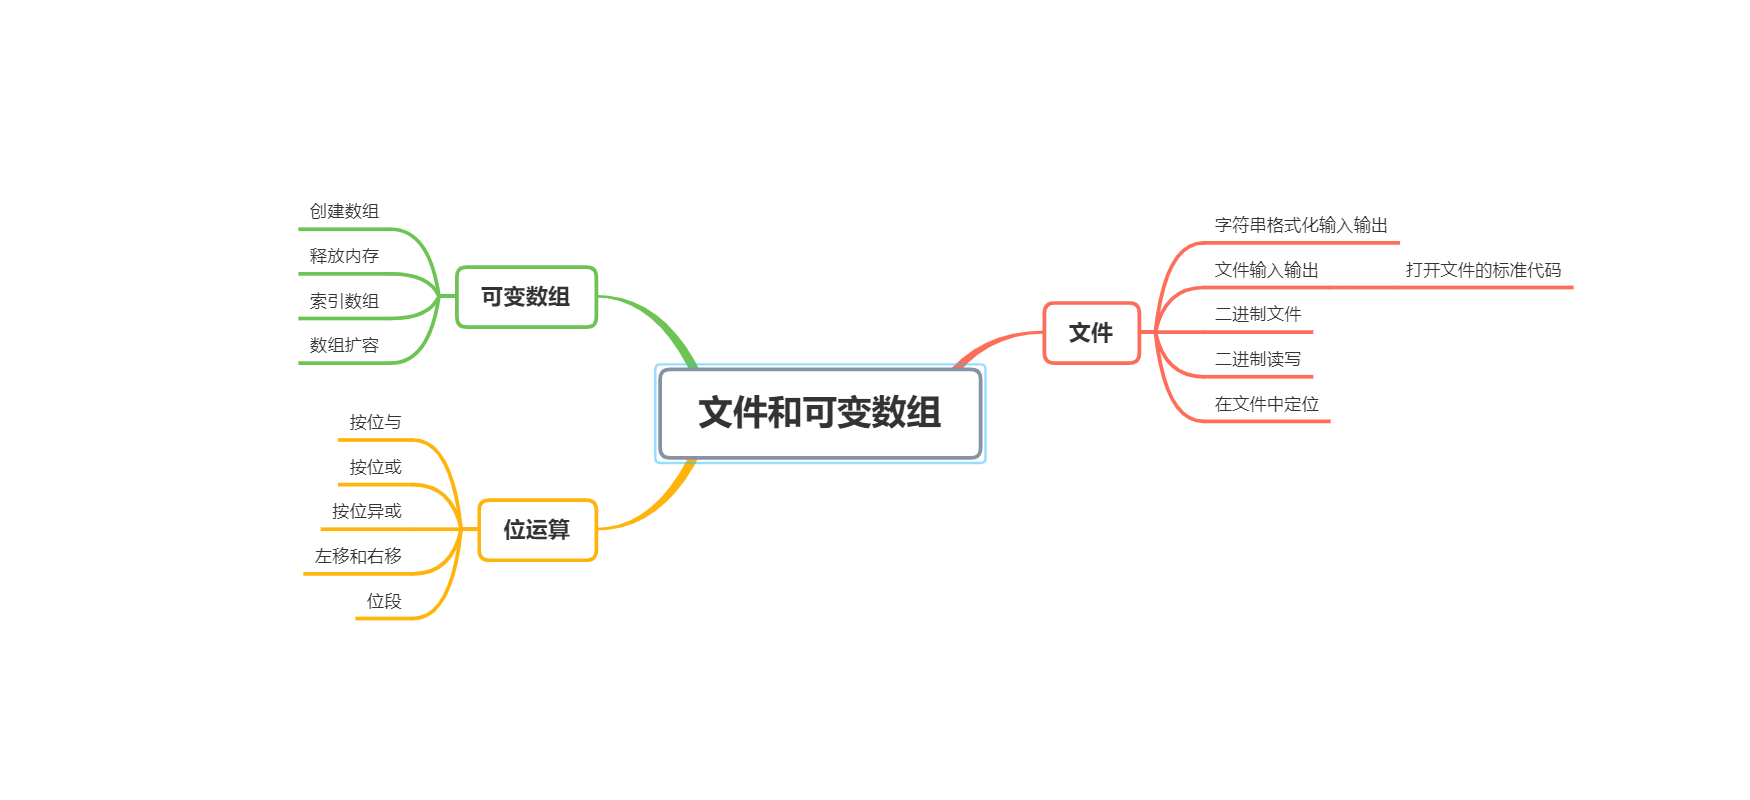 文件和可变数组
文件
字符串格式化输入输出
文件输入输出
打开文件的标准代码
二进制文件
二进制读写
在文件中定位
可变数组
创建数组
释放内存
索引数组
数组扩容
位运算
按位与
按位或
按位异或
左移和右移
位段